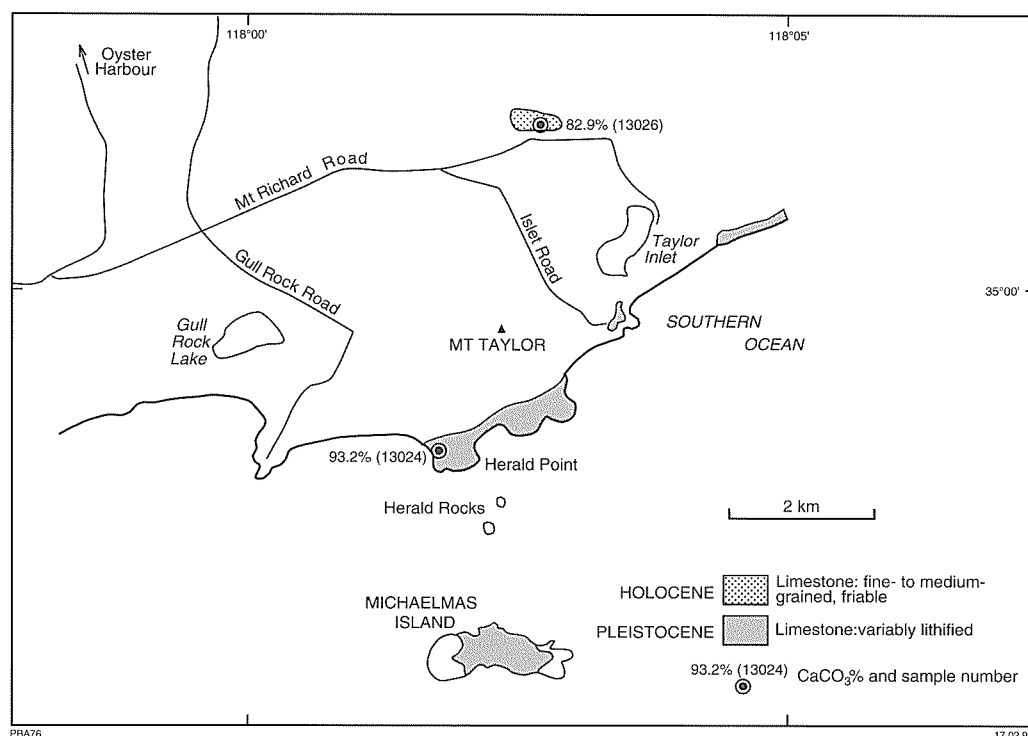 118°00'
118°05'
Oyster
Harbour
82.9% (13026)
Mt Richard Road
Islet Road
Taylor
Inlet
Gull Rock Road
35°00'
Gull
Rock
Lake
SOUTHERN
OCEAN
MT TAYLOR
93.2% (13024)
Herald Point
Herald Rocks
2 km
MICHAELMAS
ISLAND
HOLOCENE
Limestone: fine- to medium-
grained, friable
PLEISTOCENE
Limestone:variably lithified
93.2% (13024)
CaCO₃% and sample number
PBA76